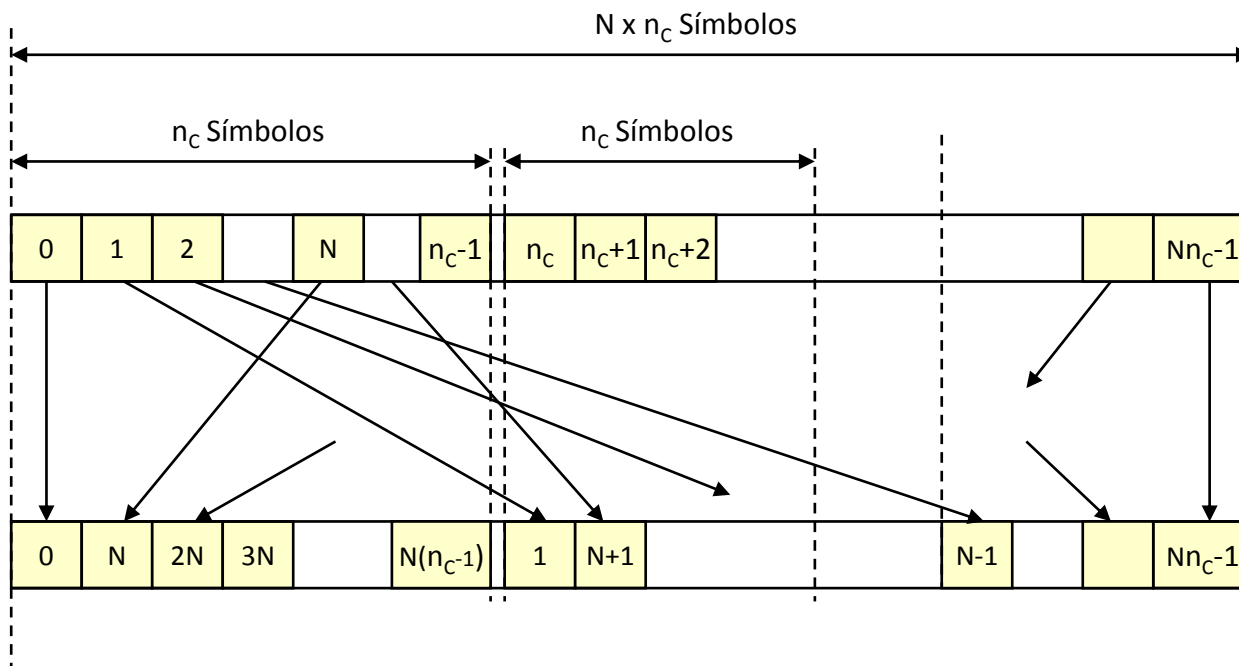 N x n_C Símbolos
n_C Símbolos n_C Símbolos
0 1 2 N n_C-1 n_C n_C+1 n_C+2 Nn_C-1
0 N 2N 3N N(n_C-1) 1 N+1 N-1 Nn_C-1